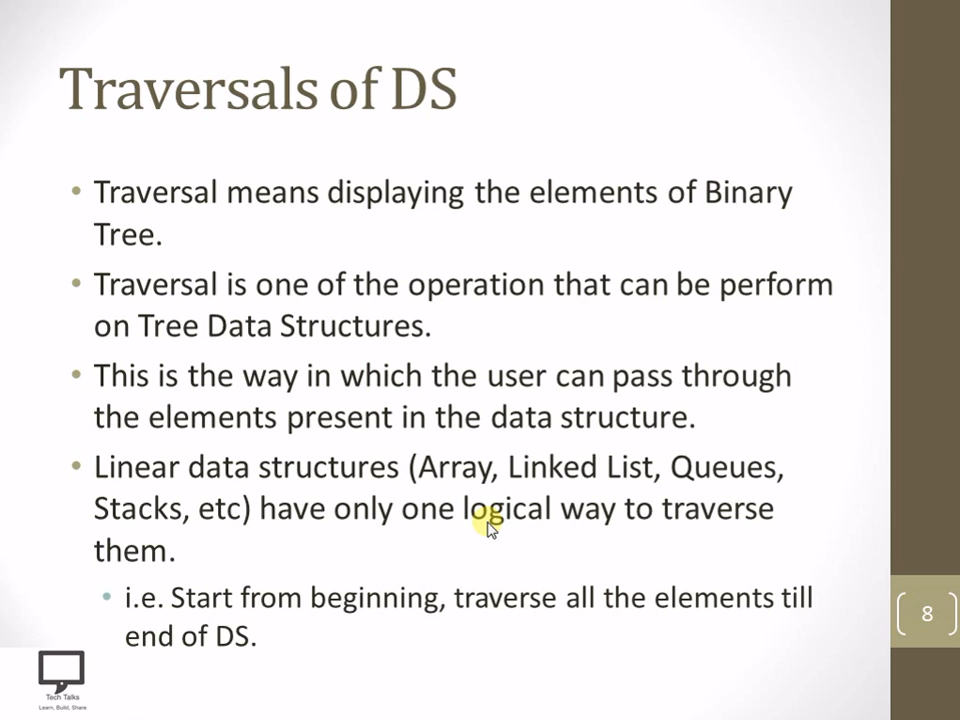 Traversals of DS
• Traversal means displaying the elements of Binary
Tree.
• Traversal is one of the operation that can be perform
on Tree Data Structures.
• This is the way in which the user can pass through
the elements present in the data structure.
• Linear data structures (Array, Linked List, Queues,
Stacks, etc) have only one logical way to traverse
them.
• i.e. Start from beginning, traverse all the elements till
end of DS.
8
Tech Talks
Learn, Build, Share